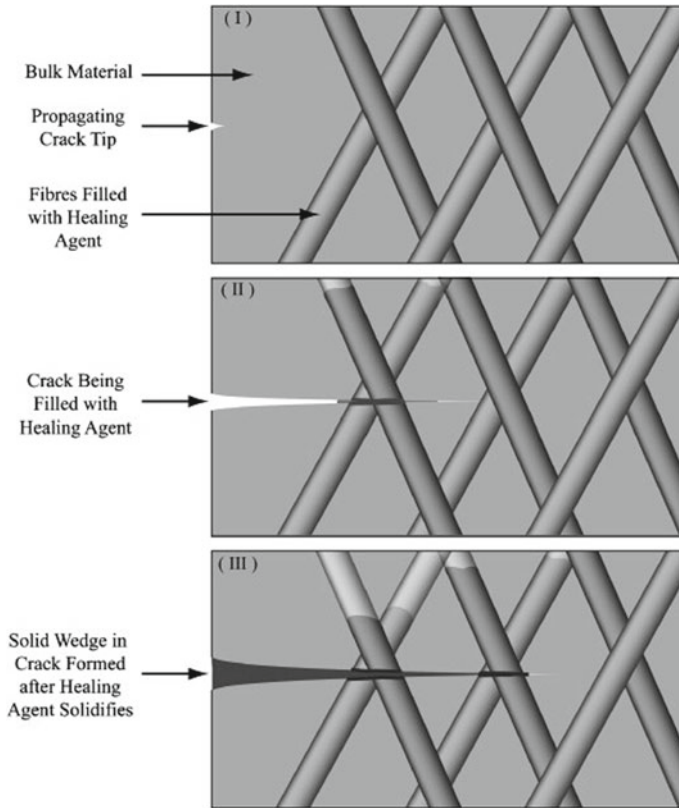 ( I )
Bulk Material
Propagating
Crack Tip
Fibres Filled
with Healing
Agent
( II )
Crack Being
Filled with
Healing Agent
( III )
Solid Wedge in
Crack Formed
after Healing
Agent Solidifies